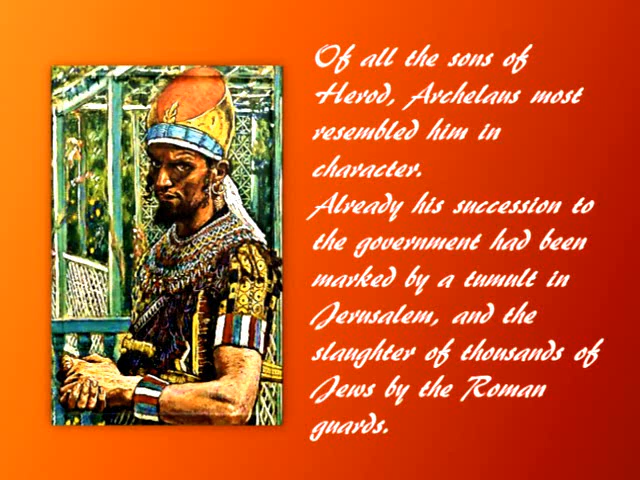 Of all the sons of
Herod, Archelaus most
resembled him in
character.
Already his succession to
the government had been
marked by a tumult in
Jerusalem, and the
slaughter of thousands of
Jews by the Roman
guards.